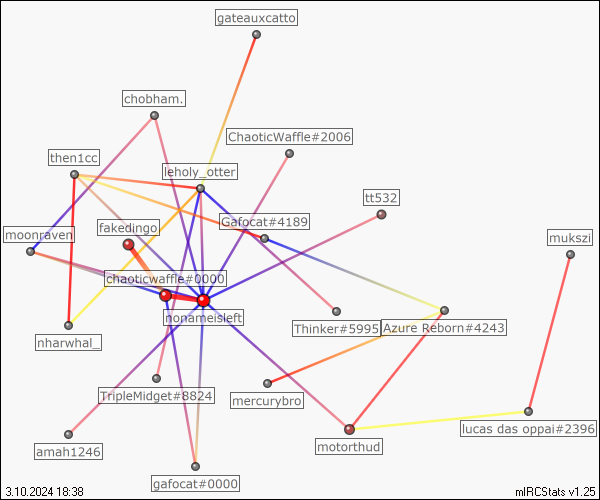 gateauxcatto
chobham.
ChaoticWaffle#2006
then1cc
leholy_otter
tt532
Gafocat#4189
fakedingo
moonraven
mukszi
chaoticwaffle#0000
nonameisleft
Thinker#5995
Azure Reborn#4243
nharwhal_
TripleMidget#8824
mercurybro
lucas das oppai#2396
motorthud
amah1246
gafocat#0000
3.10.2024 18:38
mIRCStats v1.25